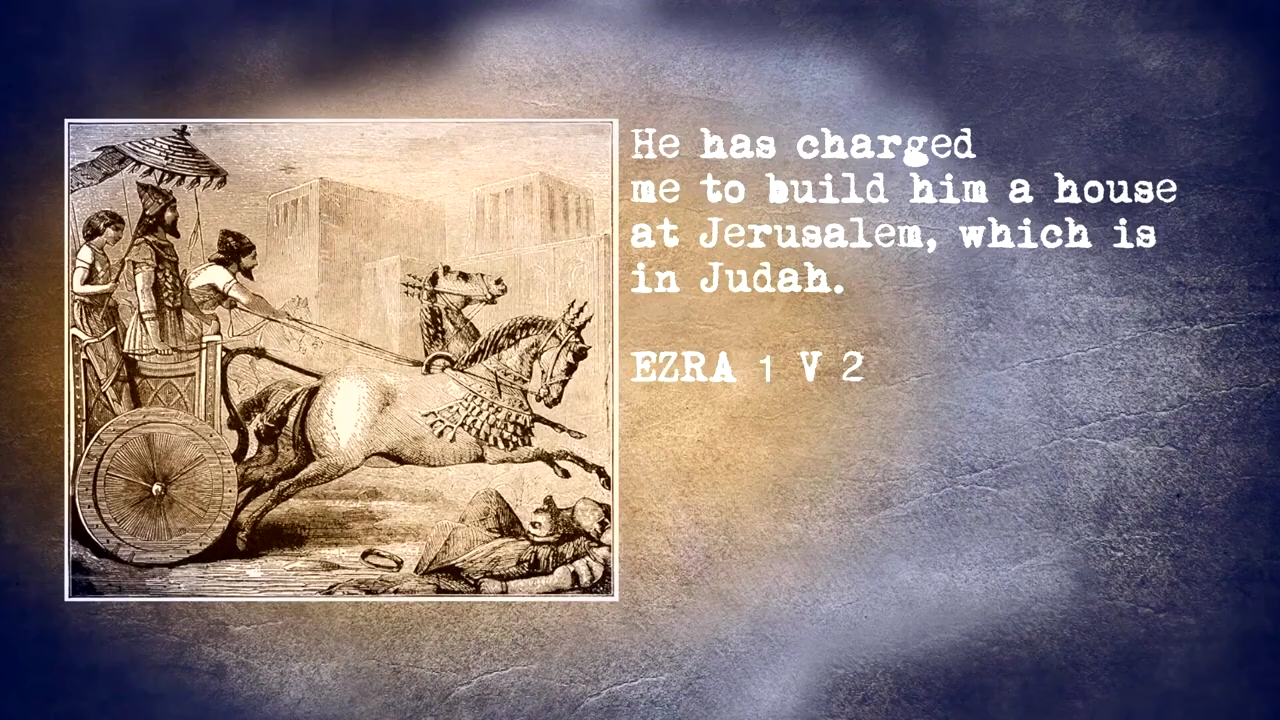 He has charged
me to build him a house
at Jerusalem, which is
in Judah.
EZRA 1 V 2